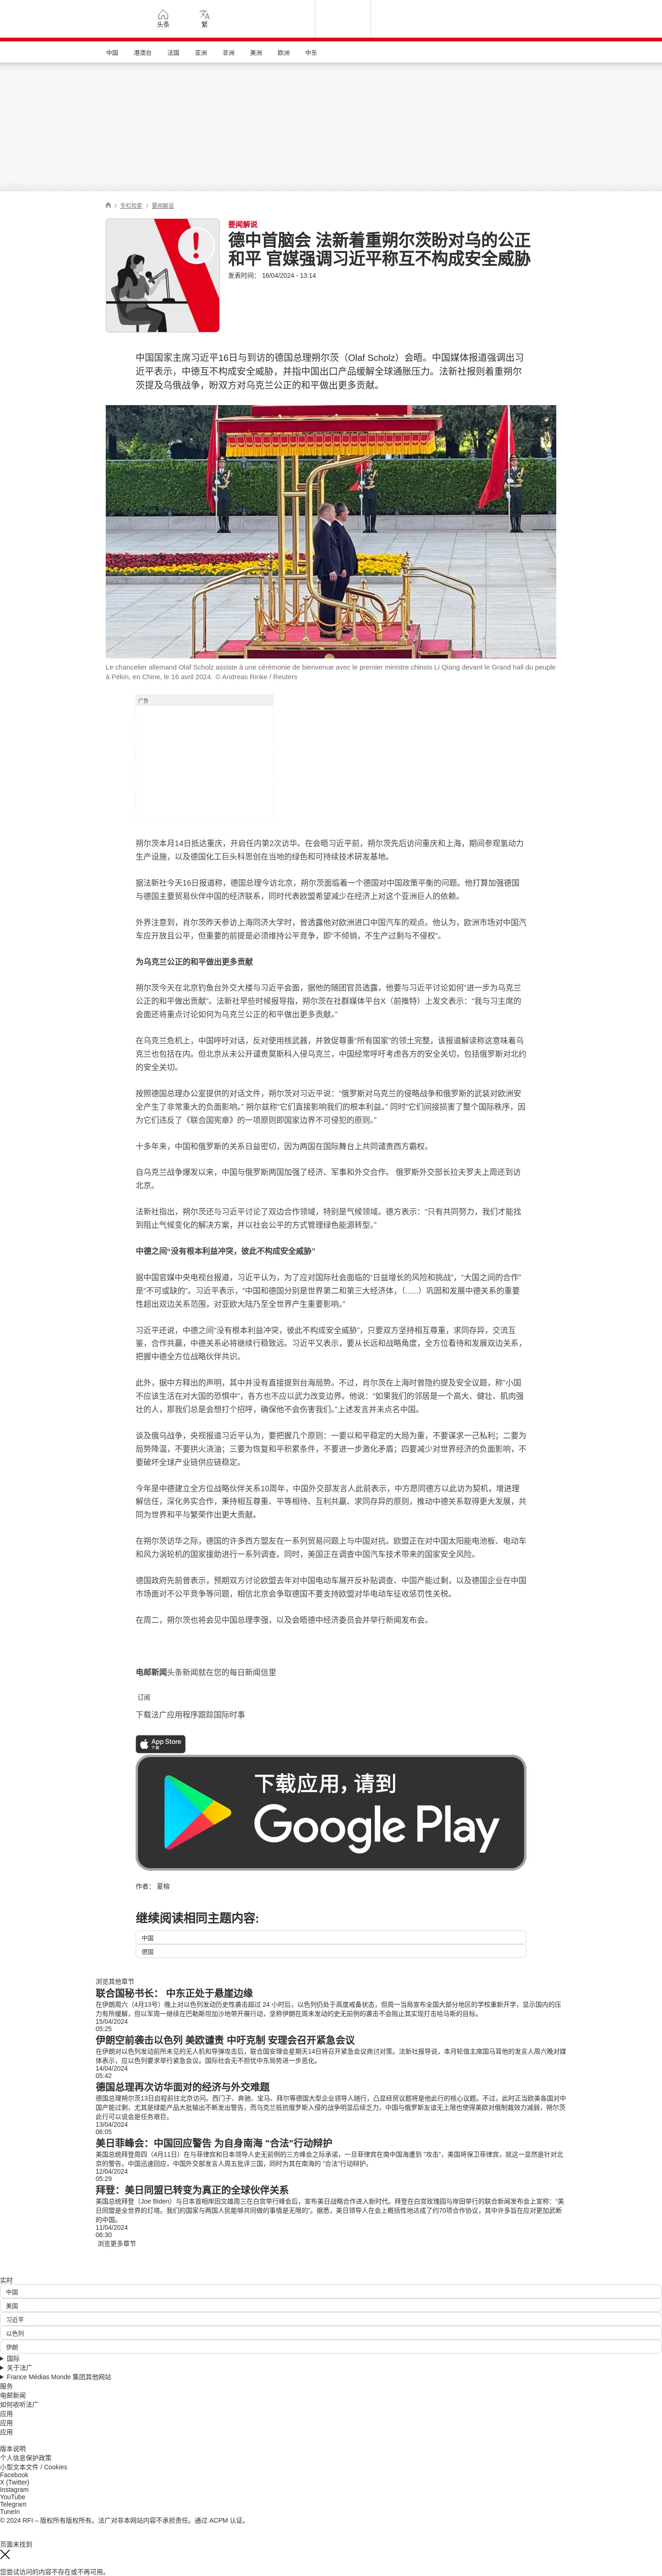 头条
繁
中国
港澳台
法国
亚洲
非洲
美洲
欧洲
中东
/ 专栏检索 / 要闻解说
要闻解说
德中首脑会 法新着重朔尔茨盼对乌的公正
和平 官媒强调习近平称互不构成安全威胁
发表时间： 16/04/2024 - 13:14
中国国家主席习近平16日与到访的德国总理朔尔茨（Olaf Scholz）会晤。中国媒体报道强调出习
近平表示，中德互不构成安全威胁，并指中国出口产品缓解全球通胀压力。法新社报则着重朔尔
茨提及乌俄战争，盼双方对乌克兰公正的和平做出更多贡献。
Le chancelier allemand Olaf Scholz assiste à une cérémonie de bienvenue avec le premier ministre chinois Li Qiang devant le Grand hall du peuple
à Pékin, en Chine, le 16 avril 2024. © Andreas Rinke / Reuters
广告
朔尔茨本月14日抵达重庆，开启任内第2次访华。在会晤习近平前，朔尔茨先后访问重庆和上海，期间参观氢动力
生产设施，以及德国化工巨头科思创在当地的绿色和可持续技术研发基地。
据法新社今天16日报道称，德国总理今访北京，朔尔茨面临着一个德国对中国政策平衡的问题。他打算加强德国
与德国主要贸易伙伴中国的经济联系，同时代表欧盟希望减少在经济上对这个亚洲巨人的依赖。
外界注意到，肖尔茨昨天参访上海同济大学时，曾透露他对欧洲进口中国汽车的观点。他认为，欧洲市场对中国汽
车应开放且公平，但重要的前提是必须维持公平竞争，即“不倾销，不生产过剩与不侵权”。
为乌克兰公正的和平做出更多贡献
朔尔茨今天在北京钓鱼台外交大楼与习近平会面，据他的随团官员透露，他要与习近平讨论如何“进一步为乌克兰
公正的和平做出贡献”。法新社早些时候报导指，朔尔茨在社群媒体平台X（前推特）上发文表示：“我与习主席的
会面还将重点讨论如何为乌克兰公正的和平做出更多贡献。”
在乌克兰危机上，中国呼吁对话，反对使用核武器，并敦促尊重“所有国家”的领土完整，该报道解读称这意味着乌
克兰也包括在内。但北京从未公开谴责莫斯科入侵乌克兰，中国经常呼吁考虑各方的安全关切，包括俄罗斯对北约
的安全关切。
按照德国总理办公室提供的对话文件，朔尔茨对习近平说：“俄罗斯对乌克兰的侵略战争和俄罗斯的武装对欧洲安
全产生了非常重大的负面影响。” 朔尔兹称“它们直接影响我们的根本利益。” 同时“它们间接损害了整个国际秩序，因
为它们违反了《联合国宪章》的一项原则即国家边界不可侵犯的原则。”
十多年来，中国和俄罗斯的关系日益密切，因为两国在国际舞台上共同谴责西方霸权。
自乌克兰战争爆发以来，中国与俄罗斯两国加强了经济、军事和外交合作。 俄罗斯外交部长拉夫罗夫上周还到访
北京。
法新社指出，朔尔茨还与习近平讨论了双边合作领域，特别是气候领域。德方表示：“只有共同努力，我们才能找
到阻止气候变化的解决方案，并以社会公平的方式管理绿色能源转型。”
中德之间“没有根本利益冲突，彼此不构成安全威胁”
据中国官媒中央电视台报道，习近平认为，为了应对国际社会面临的“日益增长的风险和挑战”，“大国之间的合作”
是“不可或缺的”。习近平表示，“中国和德国分别是世界第二和第三大经济体，（......）巩固和发展中德关系的重要
性超出双边关系范围，对亚欧大陆乃至全世界产生重要影响。”
习近平还说，中德之间“没有根本利益冲突，彼此不构成安全威胁”，只要双方坚持相互尊重，求同存异，交流互
鉴，合作共赢，中德关系必将继续行稳致远。习近平又表示，要从长远和战略角度，全方位看待和发展双边关系，
把握中德全方位战略伙伴共识。
此外，据中方释出的声明，其中并没有直接提到台海局势。不过，肖尔茨在上海时曾隐约提及安全议题，称“小国
不应该生活在对大国的恐惧中”，各方也不应以武力改变边界。他说：“如果我们的邻居是一个高大、健壮、肌肉强
壮的人，那我们总是会想打个招呼，确保他不会伤害我们。”上述发言并未点名中国。
谈及俄乌战争，央视报道习近平认为，要把握几个原则：一要以和平稳定的大局为重，不要谋求一己私利；二要为
局势降温，不要拱火浇油；三要为恢复和平积累条件，不要进一步激化矛盾；四要减少对世界经济的负面影响，不
要破坏全球产业链供应链稳定。
今年是中德建立全方位战略伙伴关系10周年，中国外交部发言人此前表示，中方愿同德方以此访为契机，增进理
解信任，深化务实合作，秉持相互尊重、平等相待、互利共赢、求同存异的原则，推动中德关系取得更大发展，共
同为世界和平与繁荣作出更大贡献。
在朔尔茨访华之际，德国的许多西方盟友在一系列贸易问题上与中国对抗。欧盟正在对中国太阳能电池板、电动车
和风力涡轮机的国家援助进行一系列调查。同时，美国正在调查中国汽车技术带来的国家安全风险。
德国政府先前曾表示，预期双方讨论欧盟去年对中国电动车展开反补贴调查、中国产能过剩，以及德国企业在中国
市场面对不公平竞争等问题，相信北京会争取德国不要支持欧盟对华电动车征收惩罚性关税。
在周二，朔尔茨也将会见中国总理李强，以及会晤德中经济委员会并举行新闻发布会。
电邮新闻头条新闻就在您的每日新闻信里
订阅
下载法广应用程序跟踪国际时事
App Store
下载
下载应用，请到
Google Play
作者： 夏榕
继续阅读相同主题内容:
中国
德国
浏览其他章节
联合国秘书长： 中东正处于悬崖边缘
在伊朗周六（4月13号）晚上对以色列发动历史性袭击超过 24 小时后，以色列仍处于高度戒备状态，但周一当局宣布全国大部分地区的学校重新开学，显示国内的压
力有所缓解，但以军周一继续在巴勒斯坦加沙地带开展行动，坚称伊朗在周末发动的史无前例的袭击不会阻止其实现打击哈马斯的目标。
15/04/2024
05:25
伊朗空前袭击以色列 美欧谴责 中吁克制 安理会召开紧急会议
在伊朗对以色列发动前所未见的无人机和导弹攻击后，联合国安理会星期天14日将召开紧急会议商讨对策。法新社报导说，本月轮值主席国马耳他的发言人周六晚对媒
体表示，应以色列要求举行紧急会议。国际社会无不担忧中东局势进一步恶化。
14/04/2024
05:42
德国总理再次访华面对的经济与外交难题
德国总理朔尔茨13日启程前往北京访问。西门子、奔驰、宝马、拜尔等德国大型企业领导人随行，凸显经贸议题将是他此行的核心议题。不过，此时正当欧美各国对中
国产能过剩，尤其是绿能产品大批输出不断发出警告，而乌克兰抵抗俄罗斯入侵的战争明显后续乏力，中国与俄罗斯友谊无上限也使得美欧对俄制裁效力减弱，朔尔茨
此行可以说会是任务艰巨。
13/04/2024
06:05
美日菲峰会：中国回应警告 为自身南海 "合法"行动辩护
美国总统拜登周四（4月11日）在与菲律宾和日本领导人史无前例的三方峰会之际承诺，一旦菲律宾在南中国海遭到 "攻击"，美国将保卫菲律宾，就这一显然是针对北
京的警告，中国迅速回应，中国外交部发言人周五批评三国，同时为其在南海的 "合法"行动辩护。
12/04/2024
05:29
拜登：美日同盟已转变为真正的全球伙伴关系
美国总统拜登（Joe Biden）与日本首相岸田文雄周三在白宫举行峰会后，宣布美日战略合作进入新时代。拜登在白宫玫瑰园与岸田举行的联合新闻发布会上宣称：“美
日同盟是全世界的灯塔。我们的国家与两国人民能够共同做的事情是无限的”。据悉，美日领导人在会上概括性地达成了约70项合作协议，其中许多旨在应对更加武断
的中国。
11/04/2024
06:30
浏览更多章节
实时
中国
美国
习近平
以色列
伊朗
国际
关于法广
France Médias Monde 集团其他网站
服务
电邮新闻
如何收听法广
应用
应用
应用
版本说明
个人信息保护政策
小型文本文件 / Cookies
Facebook
X (Twitter)
Instagram
YouTube
Telegram
TuneIn
© 2024 RFI – 版权所有版权所有。法广对非本网站内容不承担责任。通过 ACPM 认证。
页面未找到
您尝试访问的内容不存在或不再可用。